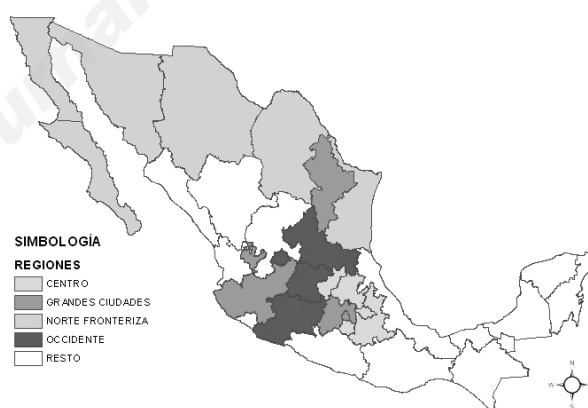 SIMBOLOGÍA
REGIONES
CENTRO
GRANDES CIUDADES
NORTE FRONTERIZA
OCCIDENTE
RESTO
N
W
S